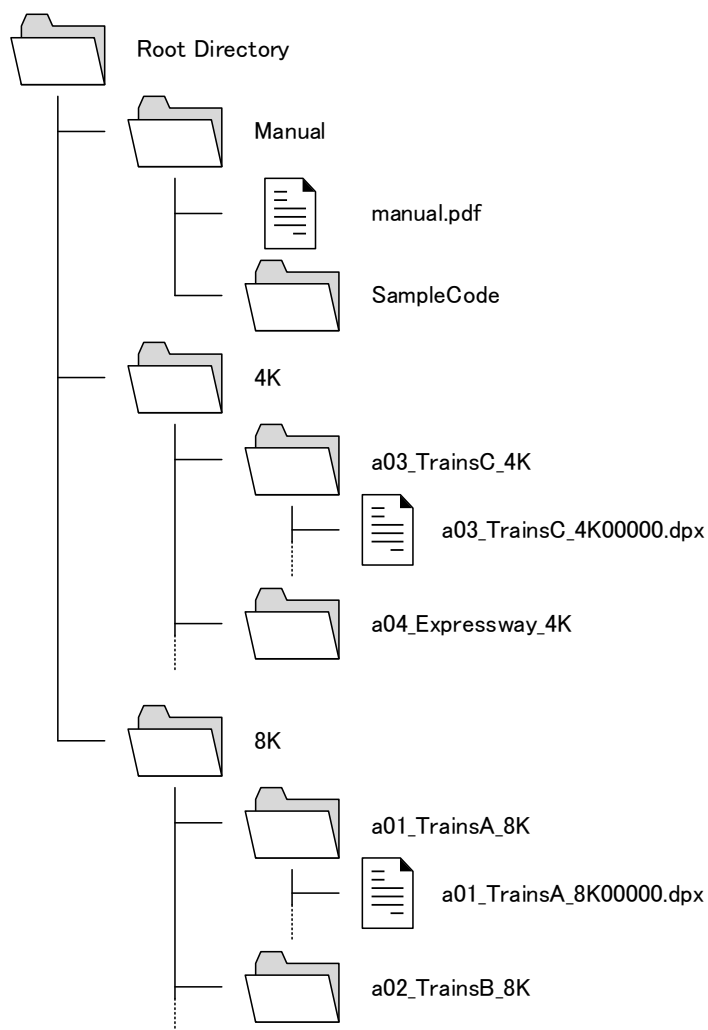 Root Directory
Manual
manual.pdf
SampleCode
4K
a03_TrainsC_4K
a03_TrainsC_4K00000.dpx
a04_Expressway_4K
8K
a01_TrainsA_8K
a01_TrainsA_8K00000.dpx
a02_TrainsB_8K